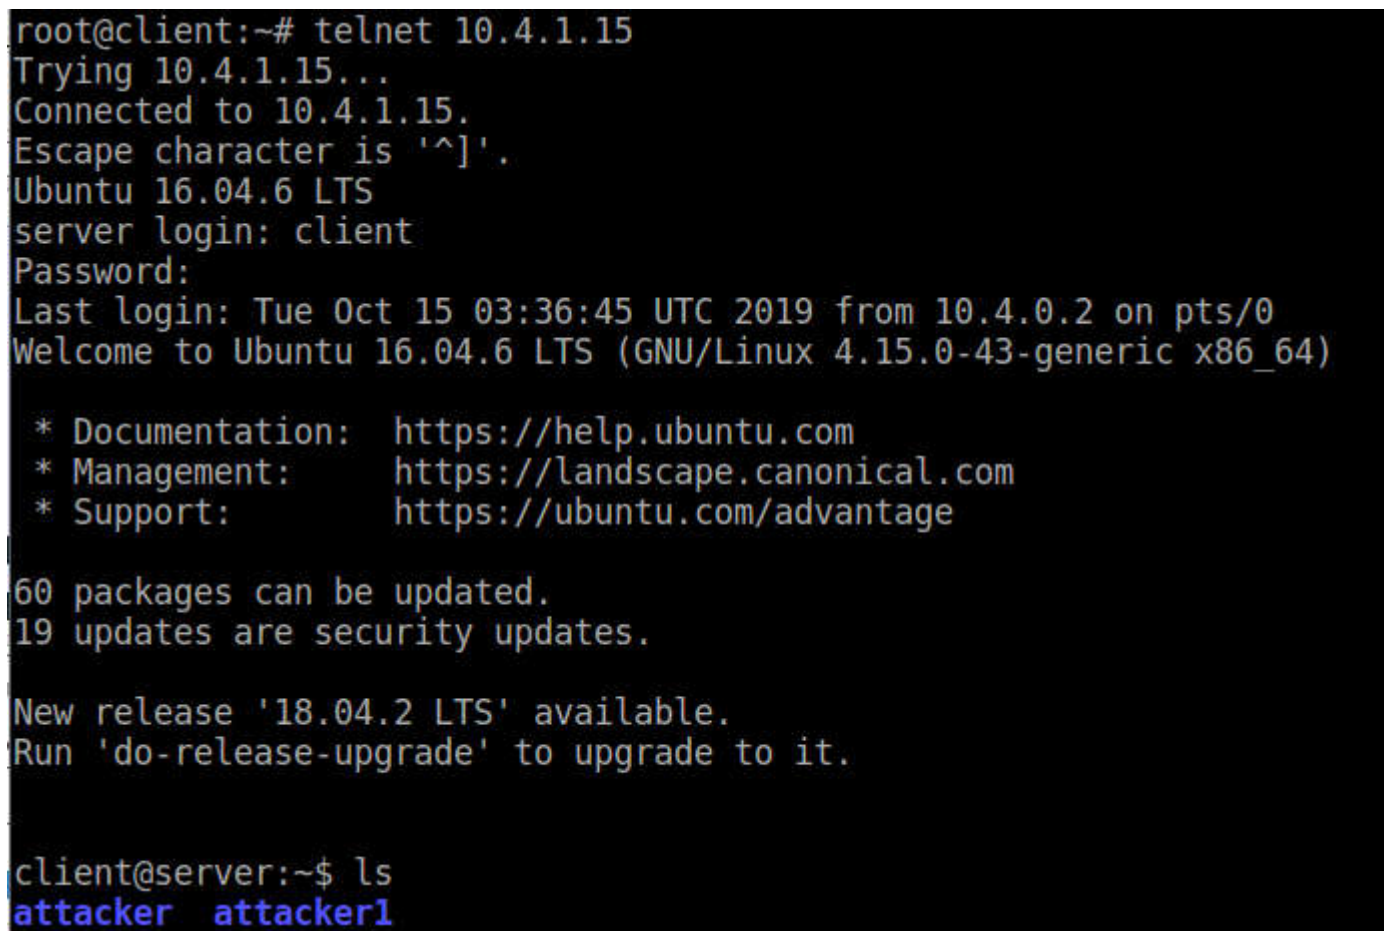 root@client:~# telnet 10.4.1.15
Trying 10.4.1.15...
Connected to 10.4.1.15.
Escape character is '^]'.
Ubuntu 16.04.6 LTS
server login: client
Password:
Last login: Tue Oct 15 03:36:45 UTC 2019 from 10.4.0.2 on pts/0
Welcome to Ubuntu 16.04.6 LTS (GNU/Linux 4.15.0-43-generic x86_64)
* Documentation:  https://help.ubuntu.com
* Management:     https://landscape.canonical.com
* Support:        https://ubuntu.com/advantage
60 packages can be updated.
19 updates are security updates.
New release '18.04.2 LTS' available.
Run 'do-release-upgrade' to upgrade to it.
client@server:~$ ls
attacker  attacker1